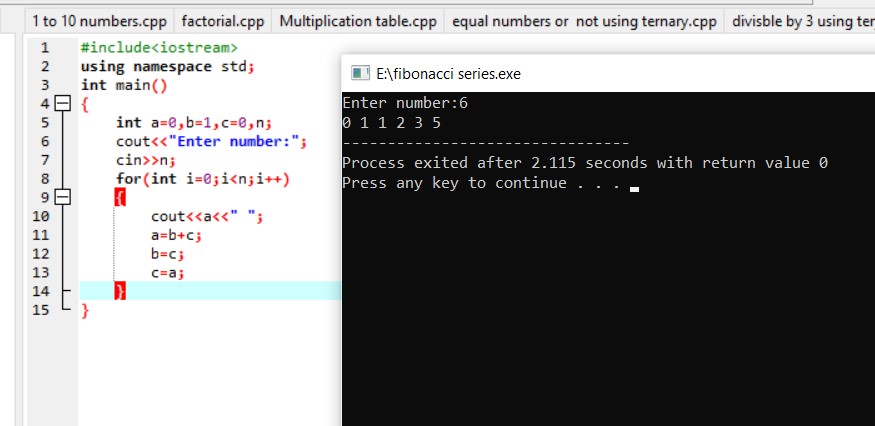 1 to 10 numbers.cpp factorial.cpp Multiplication table.cpp equal numbers or not using ternary.cpp divisble by 3 using ter
1 #include<iostream>
2 using namespace std;
3 int main()
4 {
5 int a=0,b=1,c=0,n;
6 cout<<"Enter number:";
7 cin>>n;
8 for(int i=0;i<n;i++)
9 {
10 cout<<a<<" ";
11 a=b+c;
12 b=c;
13 c=a;
14 }
15 }
E:\fibonacci series.exe
Enter number:6
0 1 1 2 3 5
--------------------------------
Process exited after 2.115 seconds with return value 0
Press any key to continue . . .